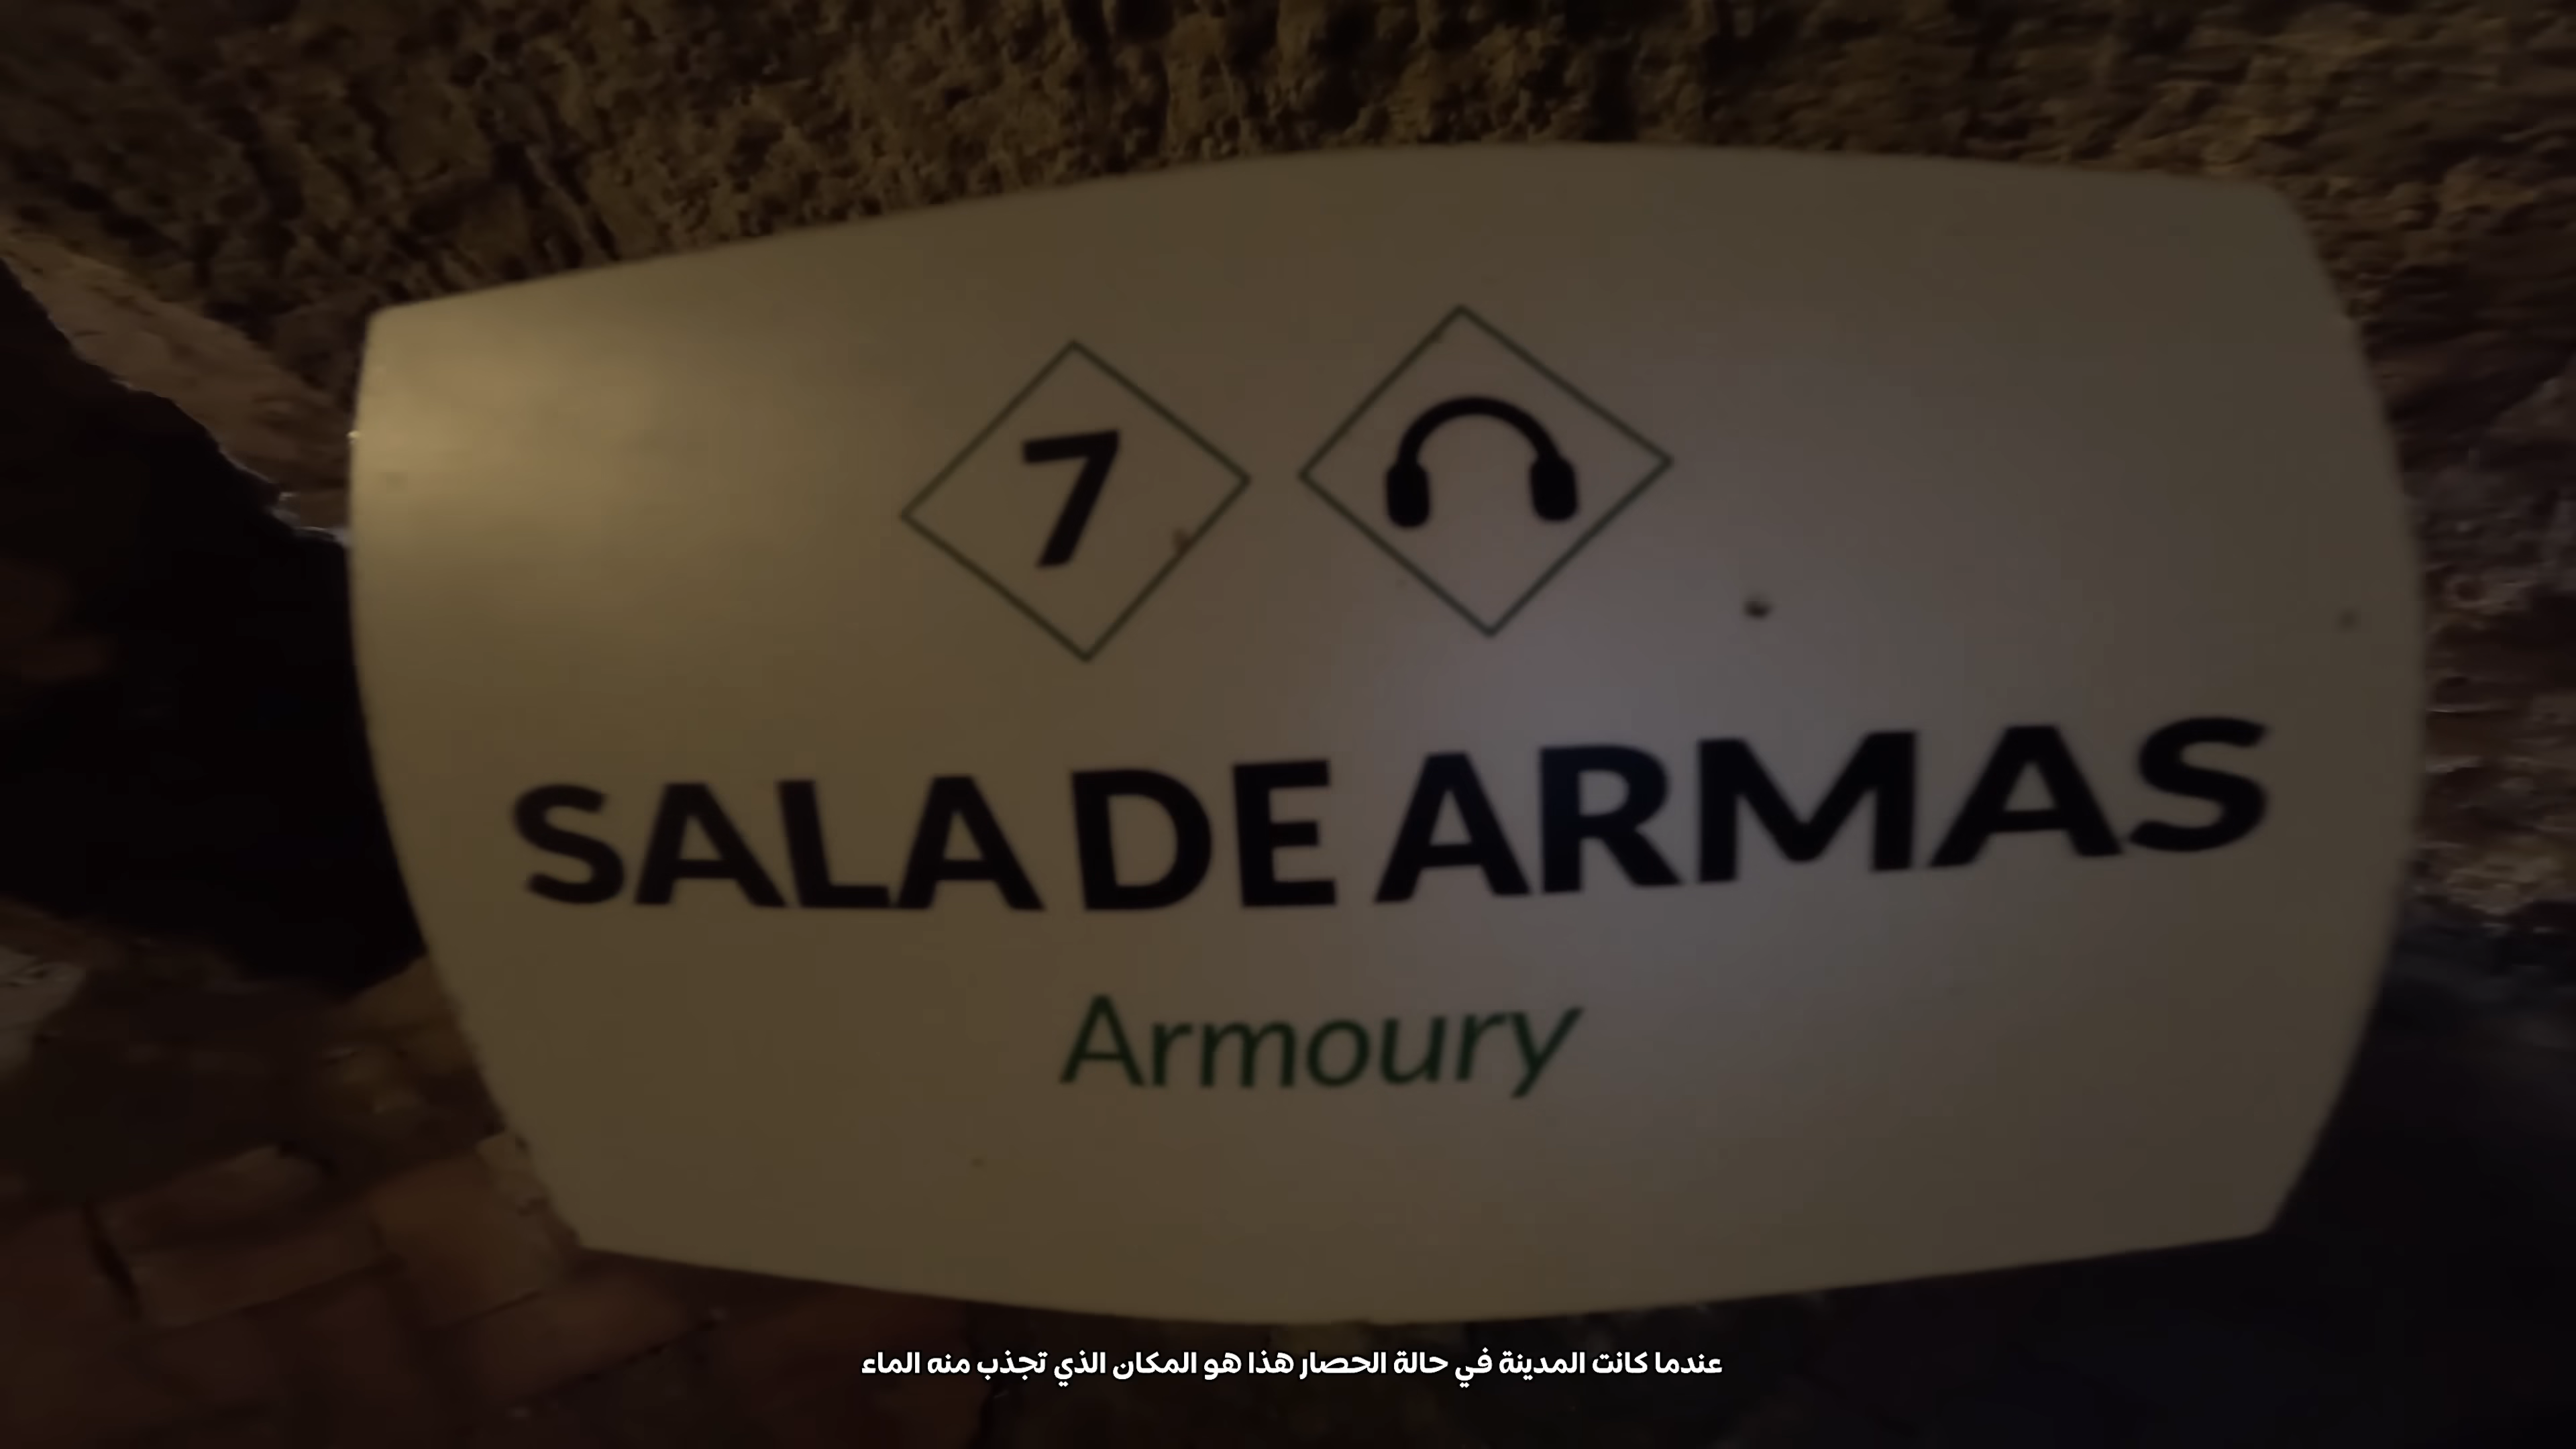 7
SALA DE ARMAS
Armoury
عندما كانت المدينة في حالة الحصار هذا هو المكان الذي تجذب منه الماء